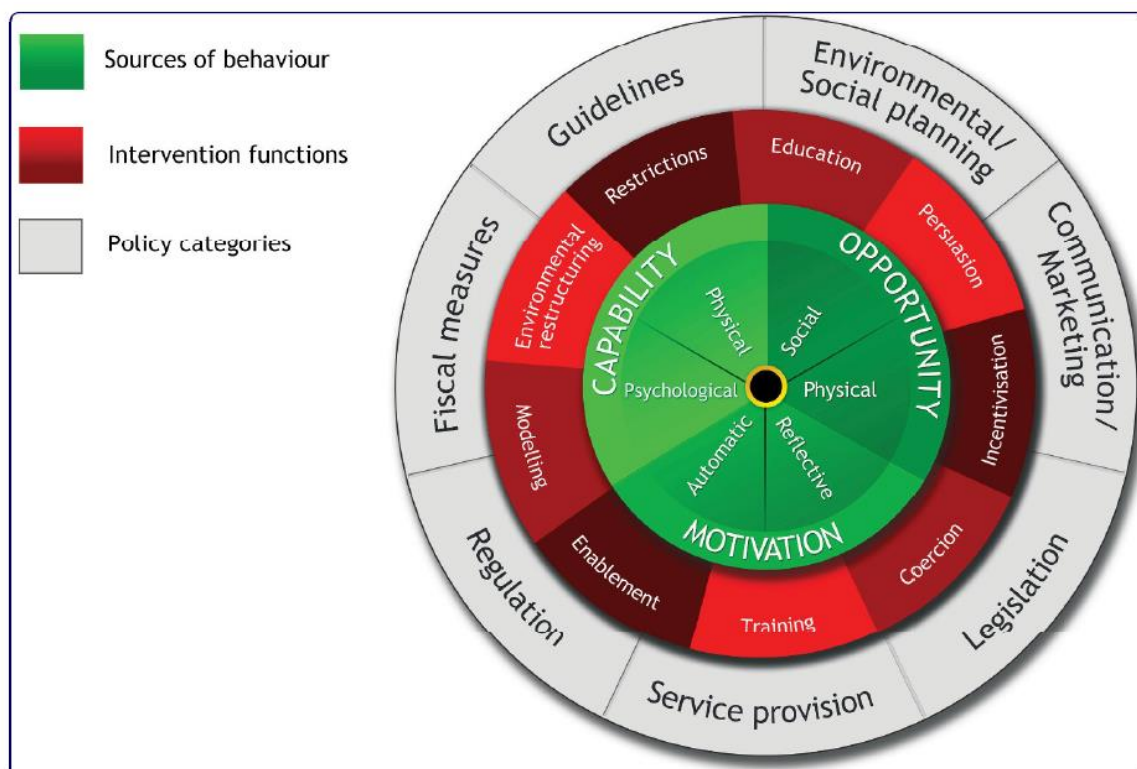 Sources of behaviour
Intervention functions
Policy categories
Guidelines
Environmental/
Social planning
Communication/
Marketing
Legislation
Service provision
Regulation
Fiscal measures
Restrictions
Education
Persuasion
Incentivisation
Coercion
Training
Enablement
Modelling
Environmental
restructuring
CAPABILITY
OPPORTUNITY
MOTIVATION
Physical
Social
Psychological
Physical
Automatic
Reflective